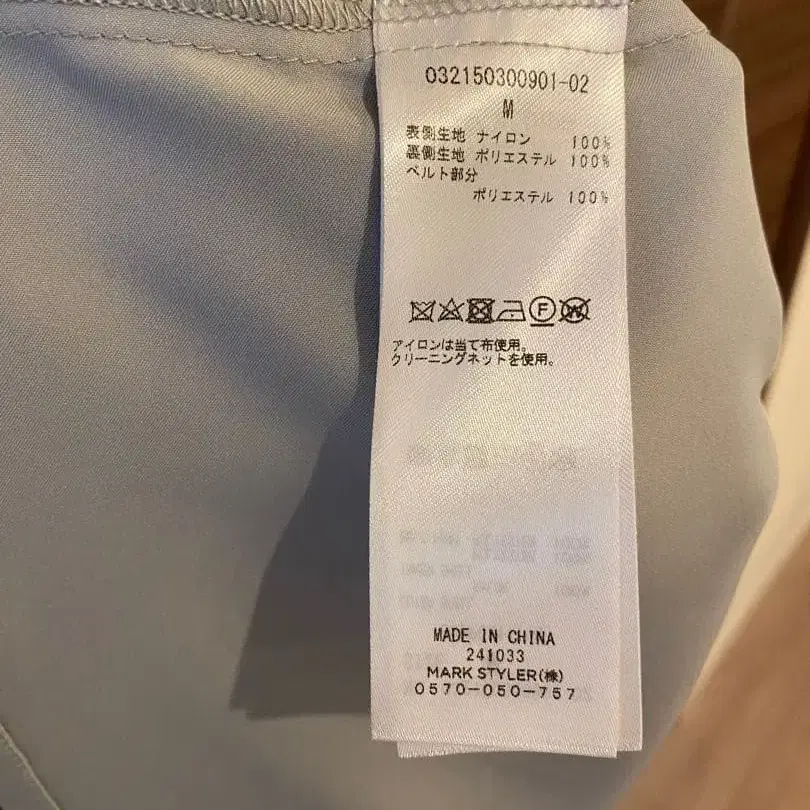 032150300901-02
M
表側生地 ナイロン 100%
裏側生地 ポリエステル 100%
ベルト部分
ポリエステル 100%
F W
アイロンは当て布使用。
クリーニングネットを使用。
MADE IN CHINA
241033
MARK STYLER(株)
0570-050-757